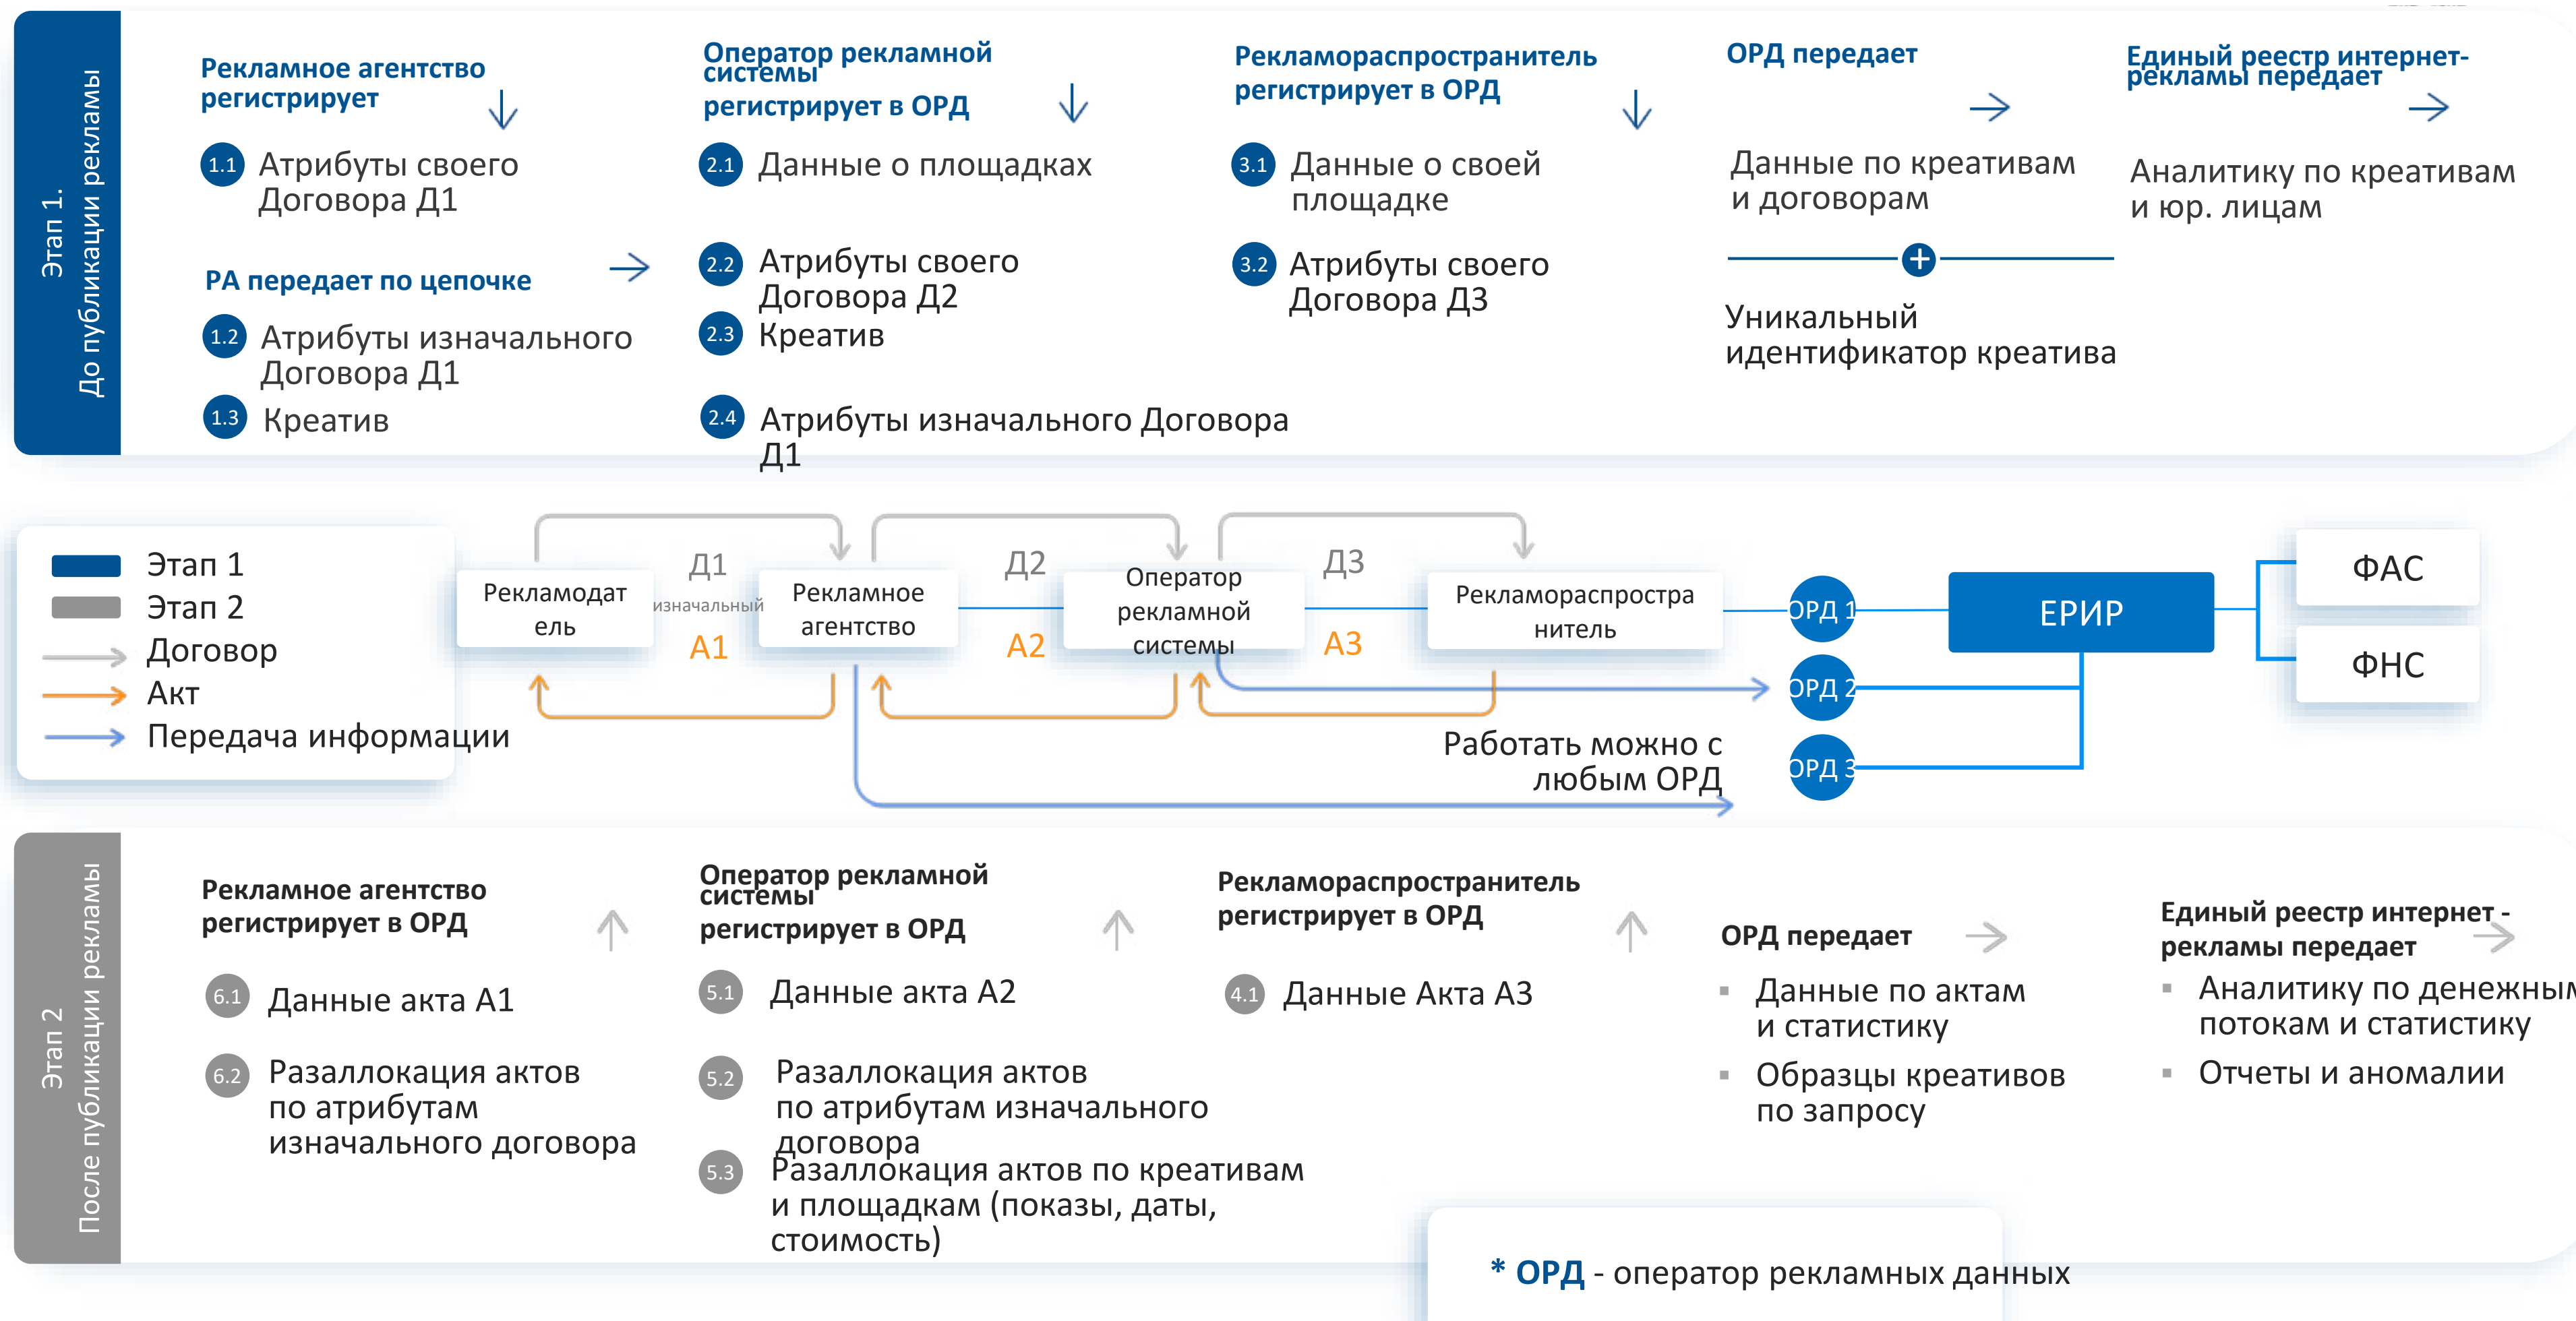 Этап 1.
До публикации рекламы
Рекламное агентство
регистрирует
1.1 Атрибуты своего
Договора Д1
РА передает по цепочке
1.2 Атрибуты изначального
Договора Д1
1.3 Креатив
Оператор рекламной
системы
регистрирует в ОРД
2.1 Данные о площадках
2.2 Атрибуты своего
Договора Д2
2.3 Креатив
2.4 Атрибуты изначального Договора
Д1
Рекламораспространитель
регистрирует в ОРД
3.1 Данные о своей
площадке
3.2 Атрибуты своего
Договора Д3
ОРД передает
Данные по креативам
и договорам
+
Уникальный
идентификатор креатива
Единый реестр интернет-
рекламы передает
Аналитику по креативам
и юр. лицам
Этап 1
Этап 2
Договор
Акт
Передача информации
Рекламодат
ель
Д1
изначальный
А1
Рекламное
агентство
Д2
А2
Оператор
рекламной
системы
Д3
А3
Рекламораспростра
нитель
ОРД 1
ОРД 2
ОРД 3
Работать можно с
любым ОРД
ЕРИР
ФАС
ФНС
Этап 2
После публикации рекламы
Рекламное агентство
регистрирует в ОРД
6.1 Данные акта А1
6.2 Разаллокация актов
по атрибутам
изначального договора
Оператор рекламной
системы
регистрирует в ОРД
5.1 Данные акта А2
5.2 Разаллокация актов
по атрибутам изначального
договора
5.3 Разаллокация актов по креативам
и площадкам (показы, даты,
стоимость)
Рекламораспространитель
регистрирует в ОРД
4.1 Данные Акта А3
ОРД передает
▪ Данные по актам
и статистику
▪ Образцы креативов
по запросу
Единый реестр интернет -
рекламы передает
▪ Аналитику по денежным
потокам и статистику
▪ Отчеты и аномалии
* ОРД - оператор рекламных данных